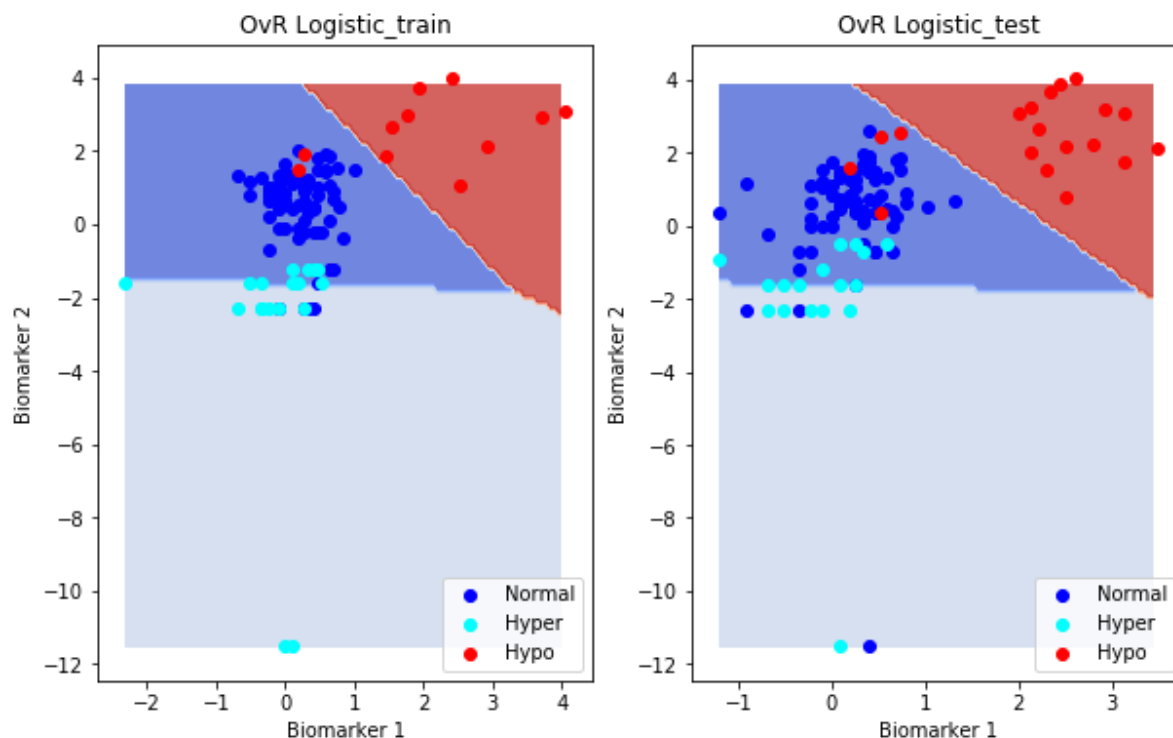 OvR Logistic_train
4
2
0
−2
−4
−6
−8
−10
−12
Biomarker 2
−2
−1
0
1
2
3
4
Biomarker 1
Normal
Hyper
Hypo
OvR Logistic_test
4
2
0
−2
−4
−6
−8
−10
−12
Biomarker 2
−1
0
1
2
3
Biomarker 1
Normal
Hyper
Hypo